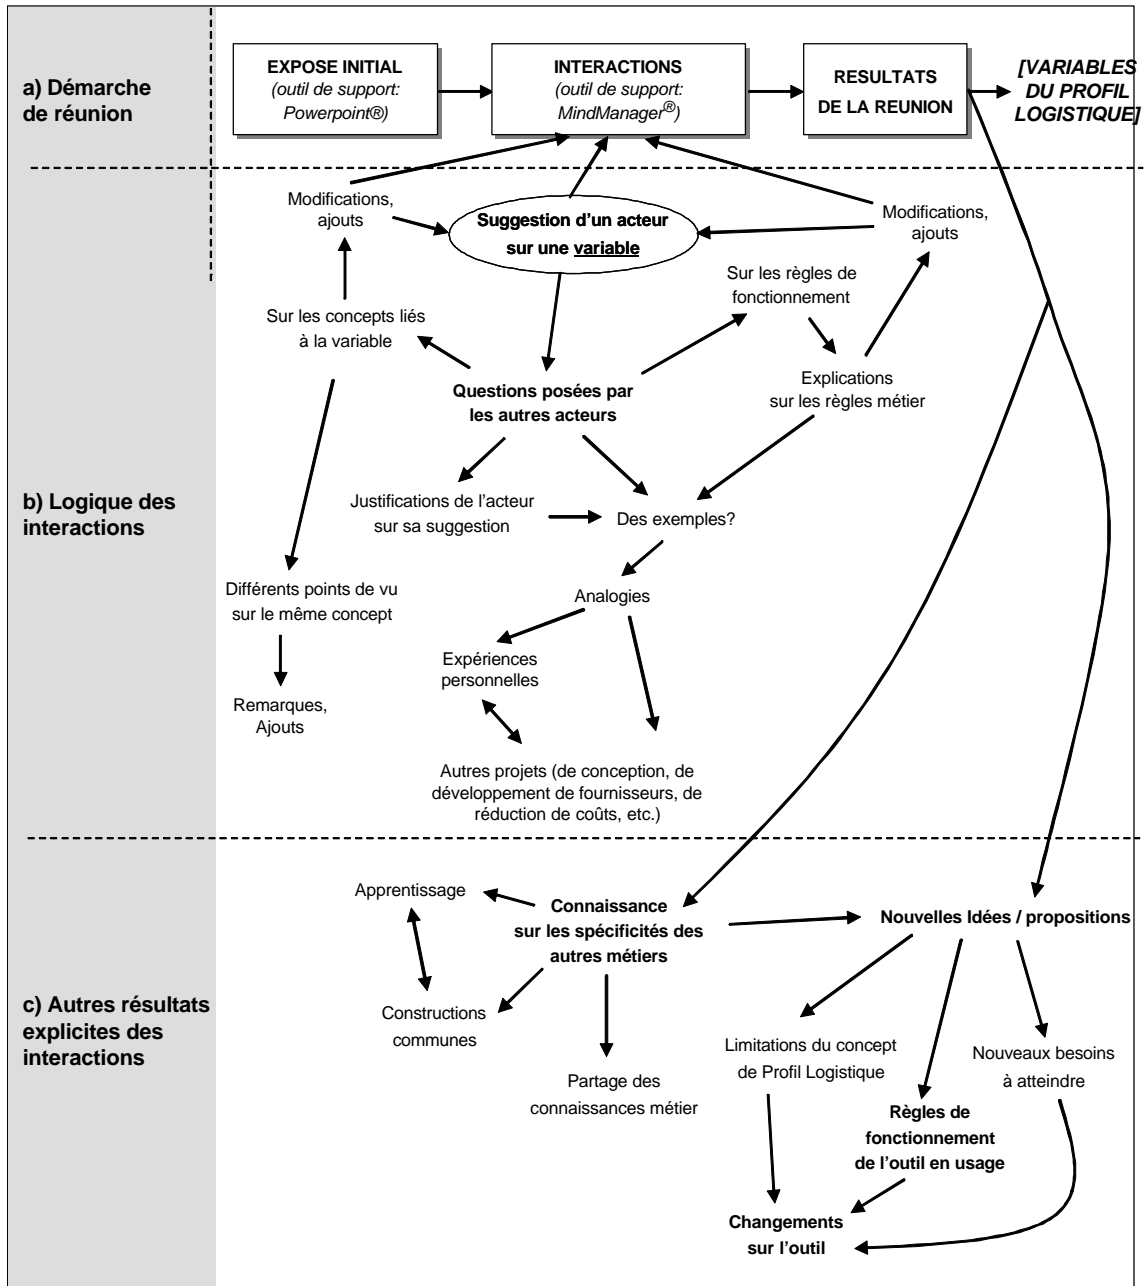 a) Démarche
de réunion
EXPOSE INITIAL
(outil de support:
Powerpoint®)
INTERACTIONS
(outil de support:
MindManager®)
RESULTATS
DE LA REUNION
[VARIABLES
DU PROFIL
LOGISTIQUE]
b) Logique des
interactions
Modifications,
ajouts
Suggestion d'un acteur
sur une variable
Modifications,
ajouts
Sur les règles de
fonctionnement
Sur les concepts liés
à la variable
Questions posées par
les autres acteurs
Explications
sur les règles métier
Justifications de l'acteur
sur sa suggestion
Des exemples?
Différents points de vu
sur le même concept
Analogies
Expériences
personnelles
Remarques,
Ajouts
Autres projets (de conception, de
développement de fournisseurs, de
réduction de coûts, etc.)
c) Autres résultats
explicites des
interactions
Apprentissage
Connaissance
sur les spécificités des
autres métiers
Nouvelles Idées / propositions
Constructions
communes
Partage des
connaissances métier
Limitations du concept
de Profil Logistique
Nouveaux besoins
à atteindre
Règles de
fonctionnement
de l'outil en usage
Changements
sur l'outil